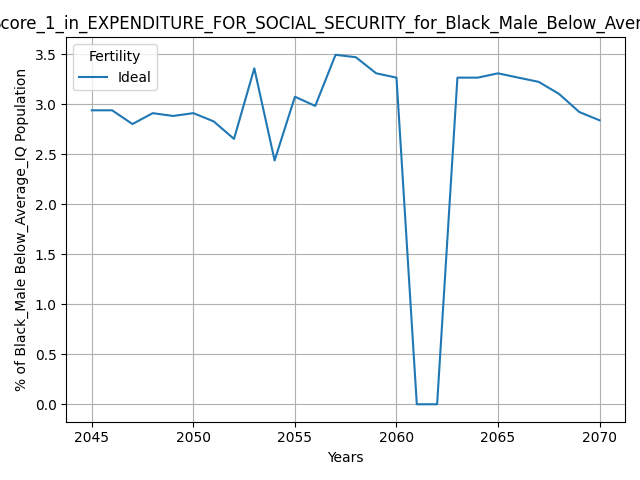 core_1_in_EXPENDITURE_FOR_SOCIAL_SECURITY_for_Black_Male_Below_Aver
Fertility
Ideal
% of Black_Male Below_Average_IQ Population
3.5
3.0
2.5
2.0
1.5
1.0
0.5
0.0
2045
2050
2055
2060
2065
2070
Years